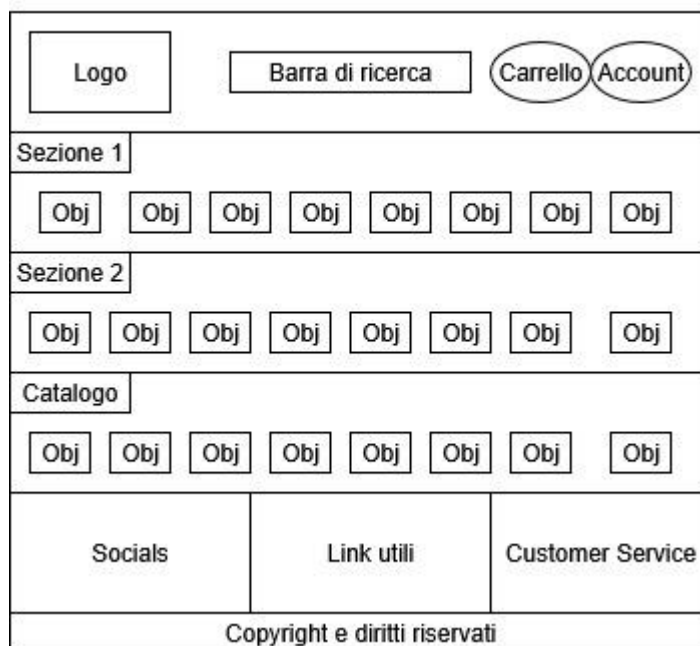 Logo Barra di ricerca Carrello Account
Sezione 1
Obj Obj Obj Obj Obj Obj Obj Obj
Sezione 2
Obj Obj Obj Obj Obj Obj Obj Obj
Catalogo
Obj Obj Obj Obj Obj Obj Obj Obj
Socials Link utili Customer Service
Copyright e diritti riservati